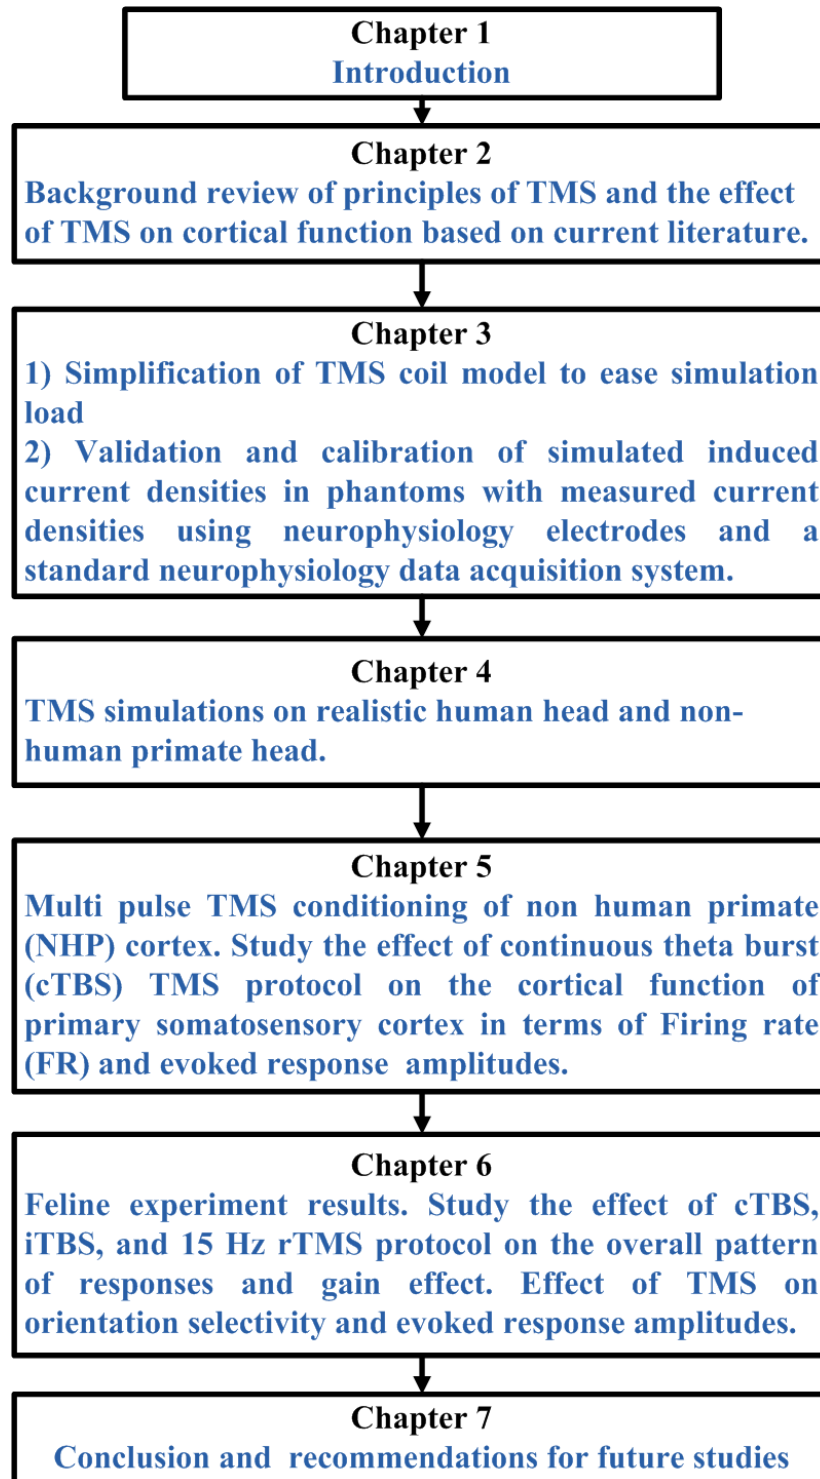 Chapter 1
Introduction
Chapter 2
Background review of principles of TMS and the effect
of TMS on cortical function based on current literature.
Chapter 3
1) Simplification of TMS coil model to ease simulation
load
2) Validation and calibration of simulated induced
current densities in phantoms with measured current
densities using neurophysiology electrodes and a
standard neurophysiology data acquisition system.
Chapter 4
TMS simulations on realistic human head and non-
human primate head.
Chapter 5
Multi pulse TMS conditioning of non human primate
(NHP) cortex. Study the effect of continuous theta burst
(cTBS) TMS protocol on the cortical function of
primary somatosensory cortex in terms of Firing rate
(FR) and evoked response amplitudes.
Chapter 6
Feline experiment results. Study the effect of cTBS,
iTBS, and 15 Hz rTMS protocol on the overall pattern
of responses and gain effect. Effect of TMS on
orientation selectivity and evoked response amplitudes.
Chapter 7
Conclusion and recommendations for future studies